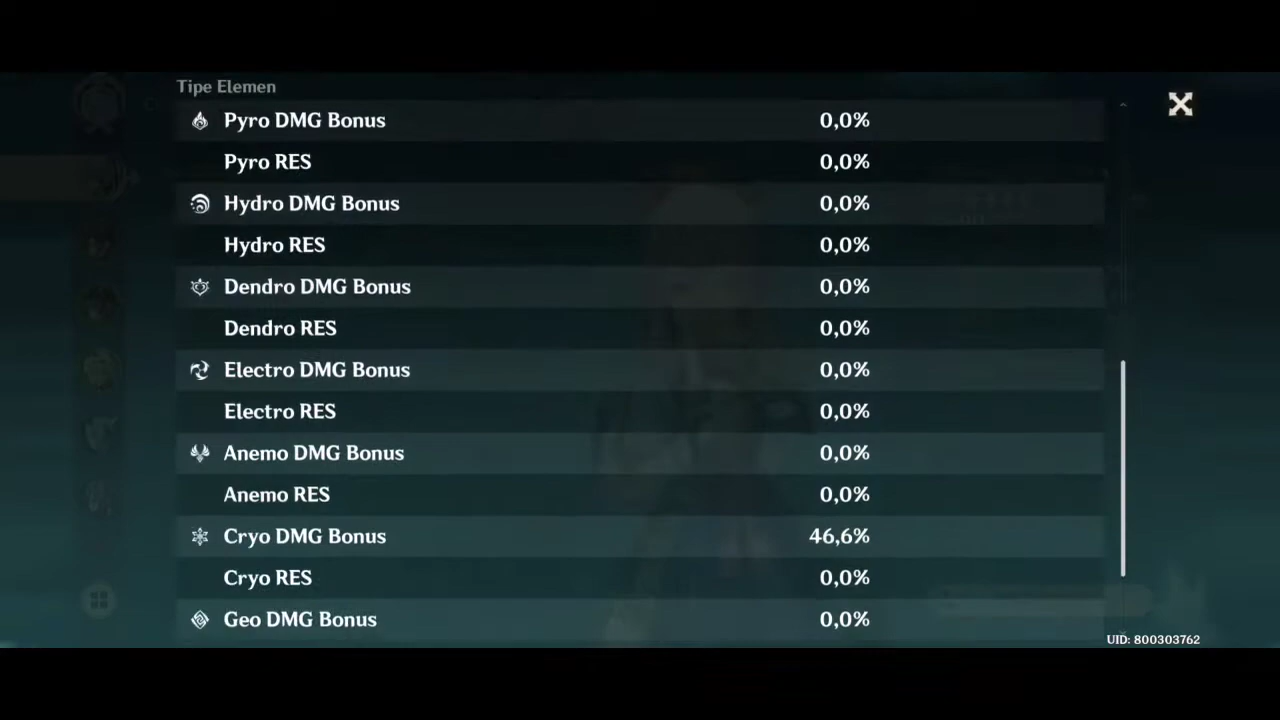 Tipe Elemen
Pyro DMG Bonus 0,0%
Pyro RES 0,0%
Hydro DMG Bonus 0,0%
Hydro RES 0,0%
Dendro DMG Bonus 0,0%
Dendro RES 0,0%
Electro DMG Bonus 0,0%
Electro RES 0,0%
Anemo DMG Bonus 0,0%
Anemo RES 0,0%
Cryo DMG Bonus 46,6%
Cryo RES 0,0%
Geo DMG Bonus 0,0%
UID: 800303762